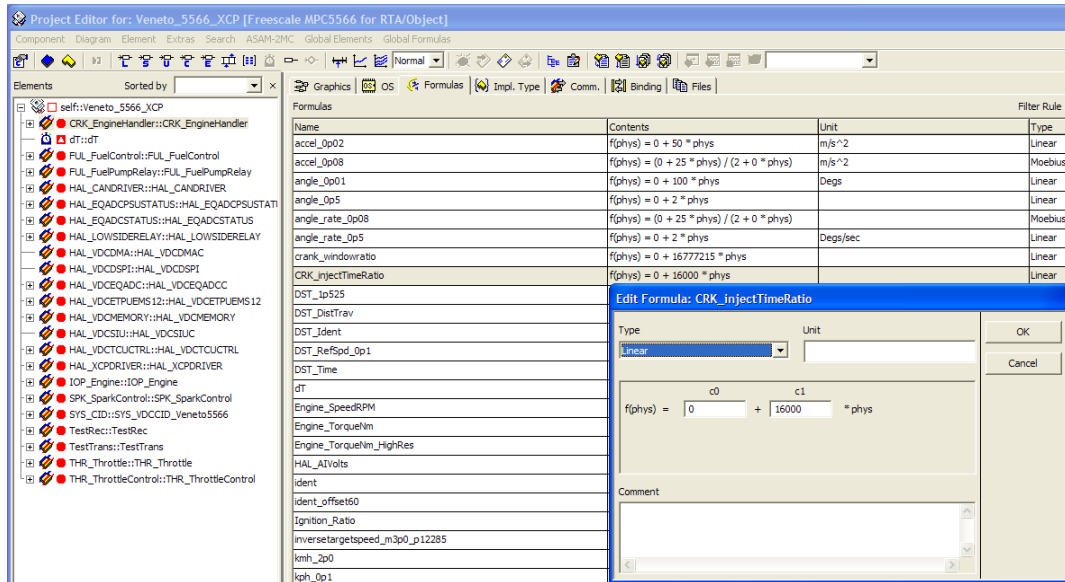 Project Editor for: Veneto_5566_XCP [Freescale MPC5566 for RTA/Object]
Component Diagram Element Extras Search ASAM-2MC Global Elements Global Formulas
Normal
Elements Sorted by
Graphics OS Formulas Impl. Type Comm. Binding Files
self::Veneto_5566_XCP
CRK_EngineHandler::CRK_EngineHandler
dT::dT
FUL_FuelControl::FUL_FuelControl
FUL_FuelPumpRelay::FUL_FuelPumpRelay
HAL_CANDRIVER::HAL_CANDRIVER
HAL_EQADCPSUSTATUS::HAL_EQADCPSUSTATU
HAL_EQADCSTATUS::HAL_EQADCSTATUS
HAL_LOWSIDERELAY::HAL_LOWSIDERELAY
HAL_VDCDMA::HAL_VDCDMAC
HAL_VDCDSPI::HAL_VDCDSPI
HAL_VDCEQADC::HAL_VDCEQADCC
HAL_VDCETPUEMS12::HAL_VDCETPUEMS12
HAL_VDCMEMORY::HAL_VDCMEMORY
HAL_VDCSIU::HAL_VDCSIUC
HAL_VDCTCUCTRL::HAL_VDCTCUCTRL
HAL_XCPDRIVER::HAL_XCPDRIVER
IOP_Engine::IOP_Engine
SPK_SparkControl::SPK_SparkControl
SYS_CID::SYS_VDCCID_Veneto5566
TestRec::TestRec
TestTrans::TestTrans
THR_Throttle::THR_Throttle
THR_ThrottleControl::THR_ThrottleControl
Formulas Filter Rule
Name Contents Unit Type
accel_0p02 f(phys) = 0 + 50 * phys m/s^2 Linear
accel_0p08 f(phys) = (0 + 25 * phys) / (2 + 0 * phys) m/s^2 Moebius
angle_0p01 f(phys) = 0 + 100 * phys Degs Linear
angle_0p5 f(phys) = 0 + 2 * phys Linear
angle_rate_0p08 f(phys) = (0 + 25 * phys) / (2 + 0 * phys) Moebius
angle_rate_0p5 f(phys) = 0 + 2 * phys Degs/sec Linear
crank_windowratio f(phys) = 0 + 16777215 * phys Linear
CRK_injectTimeRatio f(phys) = 0 + 16000 * phys Linear
DST_1p525
DST_DistTrav
DST_Ident
DST_RefSpd_0p1
DST_Time
dT
Engine_SpeedRPM
Engine_TorqueNm
Engine_TorqueNm_HighRes
HAL_AIVolts
ident
ident_offset60
Ignition_Ratio
inversetargetspeed_m3p0_p12285
kmh_2p0
kph_0p1
Edit Formula: CRK_injectTimeRatio
Type Unit
Linear
OK
Cancel
c0 c1
f(phys) = 0 + 16000 * phys
Comment